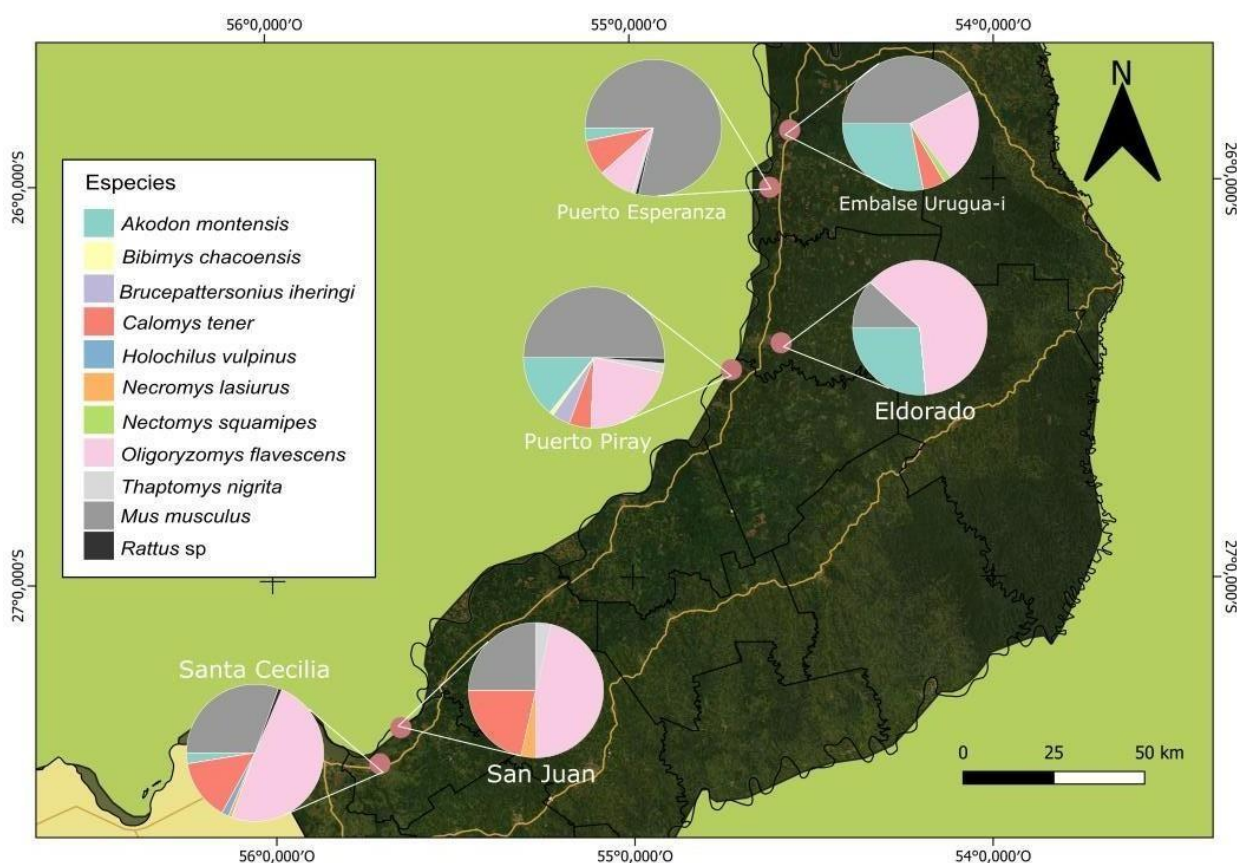 56°0,000'O
55°0,000'O
54°0,000'O
N
26°0,000'S
26°0,000'S
Puerto Esperanza
Embalse Urugua-i
Especies
Akodon montensis
Bibimys chacoensis
Brucepattersonius iheringi
Calomys tener
Holochilus vulpinus
Necromys lasiurus
Nectomys squamipes
Oligoryzomys flavescens
Thaptomys nigrita
Mus musculus
Rattus sp
Eldorado
Puerto Piray
27°0,000'S
27°0,000'S
Santa Cecilia
San Juan
0 25 50 km
56°0,000'O
55°0,000'O
54°0,000'O